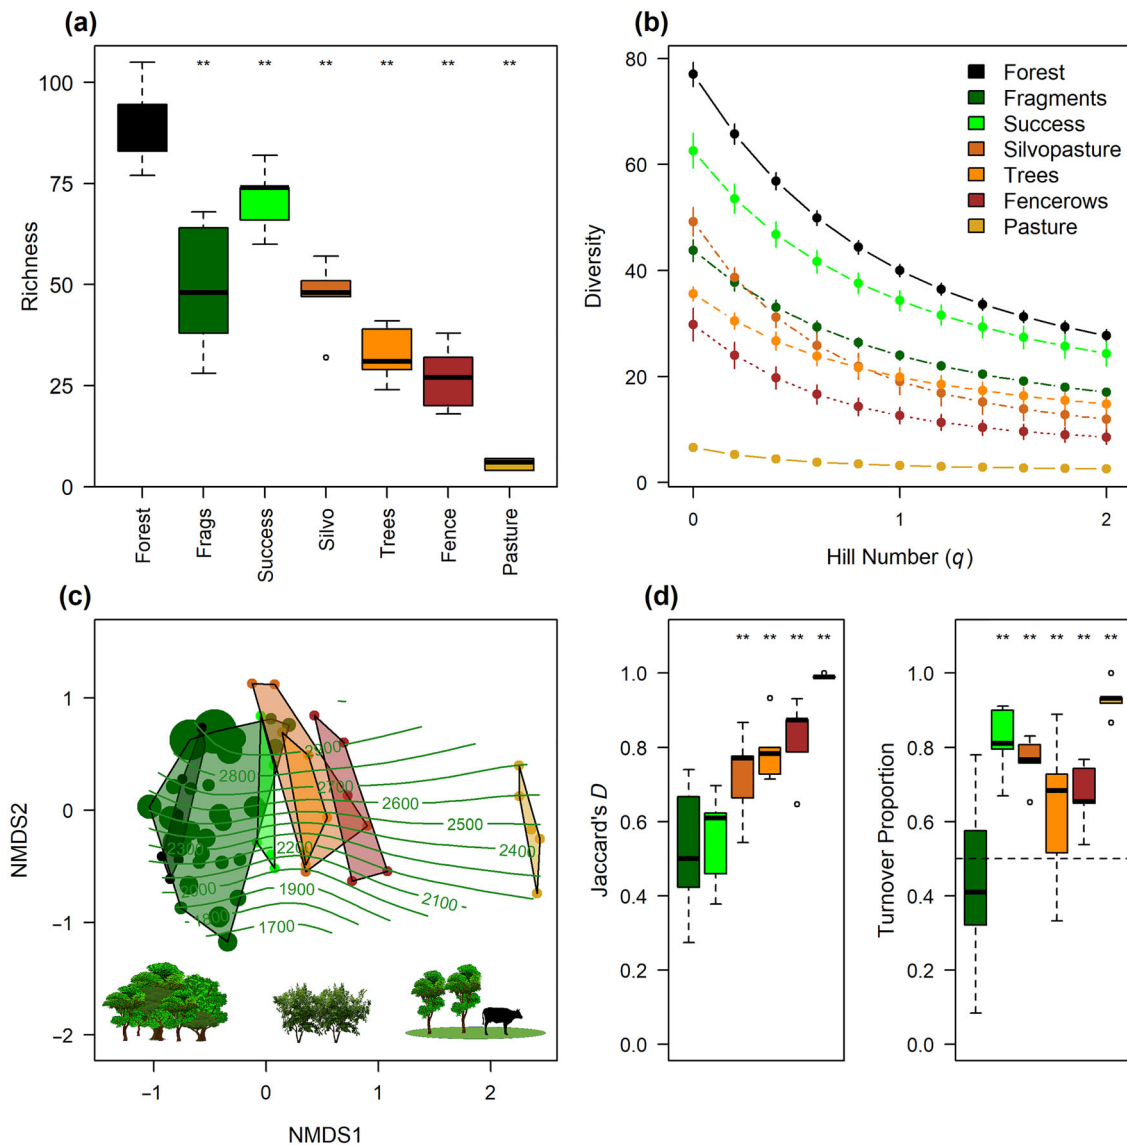 (a)
Richness
100
75
50
25
0
** ** ** ** ** **
Forest
Frags
Success
Silvo
Trees
Fence
Pasture
(b)
Diversity
80
60
40
20
0
0 1 2
Hill Number (q)
Forest
Fragments
Success
Silvopasture
Trees
Fencerows
Pasture
(c)
NMDS2
1
0
−1
−2
−1 0 1 2
NMDS1
2900
2800
2700
2600
2500
2400
2300
2200
2100
2000
1900
1800
1700
(d)
Jaccard's D
1.0
0.8
0.6
0.4
0.2
0.0
** ** ** **
Turnover Proportion
1.0
0.8
0.6
0.4
0.2
0.0
** ** ** ** **